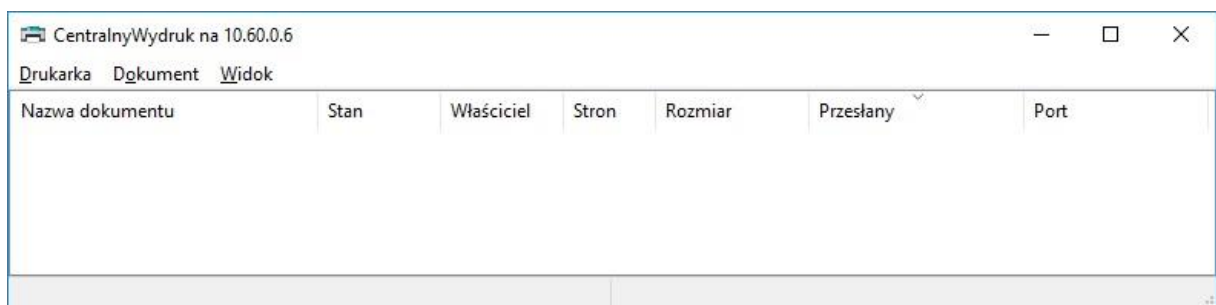 CentralnyWydruk na 10.60.0.6
Drukarka Dokument Widok
Nazwa dokumentu Stan Właściciel Stron Rozmiar Przesłany Port